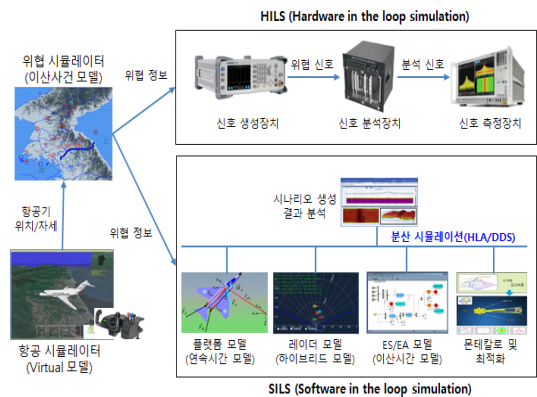 HILS (Hardware in the loop simulation)
위협 시뮬레이터
(이산사건 모델)
위협 정보
위협 신호
분석 신호
신호 생성장치
신호 분석장치
신호 측정장치
시나리오 생성
결과 분석
항공기
위치/자세
위협 정보
분산 시뮬레이션(HLA/DDS)
항공 시뮬레이터
(Virtual 모델)
플랫폼 모델
(연속시간 모델)
레이더 모델
(하이브리드 모델)
ES/EA 모델
(이산시간 모델)
몬테칼로 및
최적화
SILS (Software in the loop simulation)